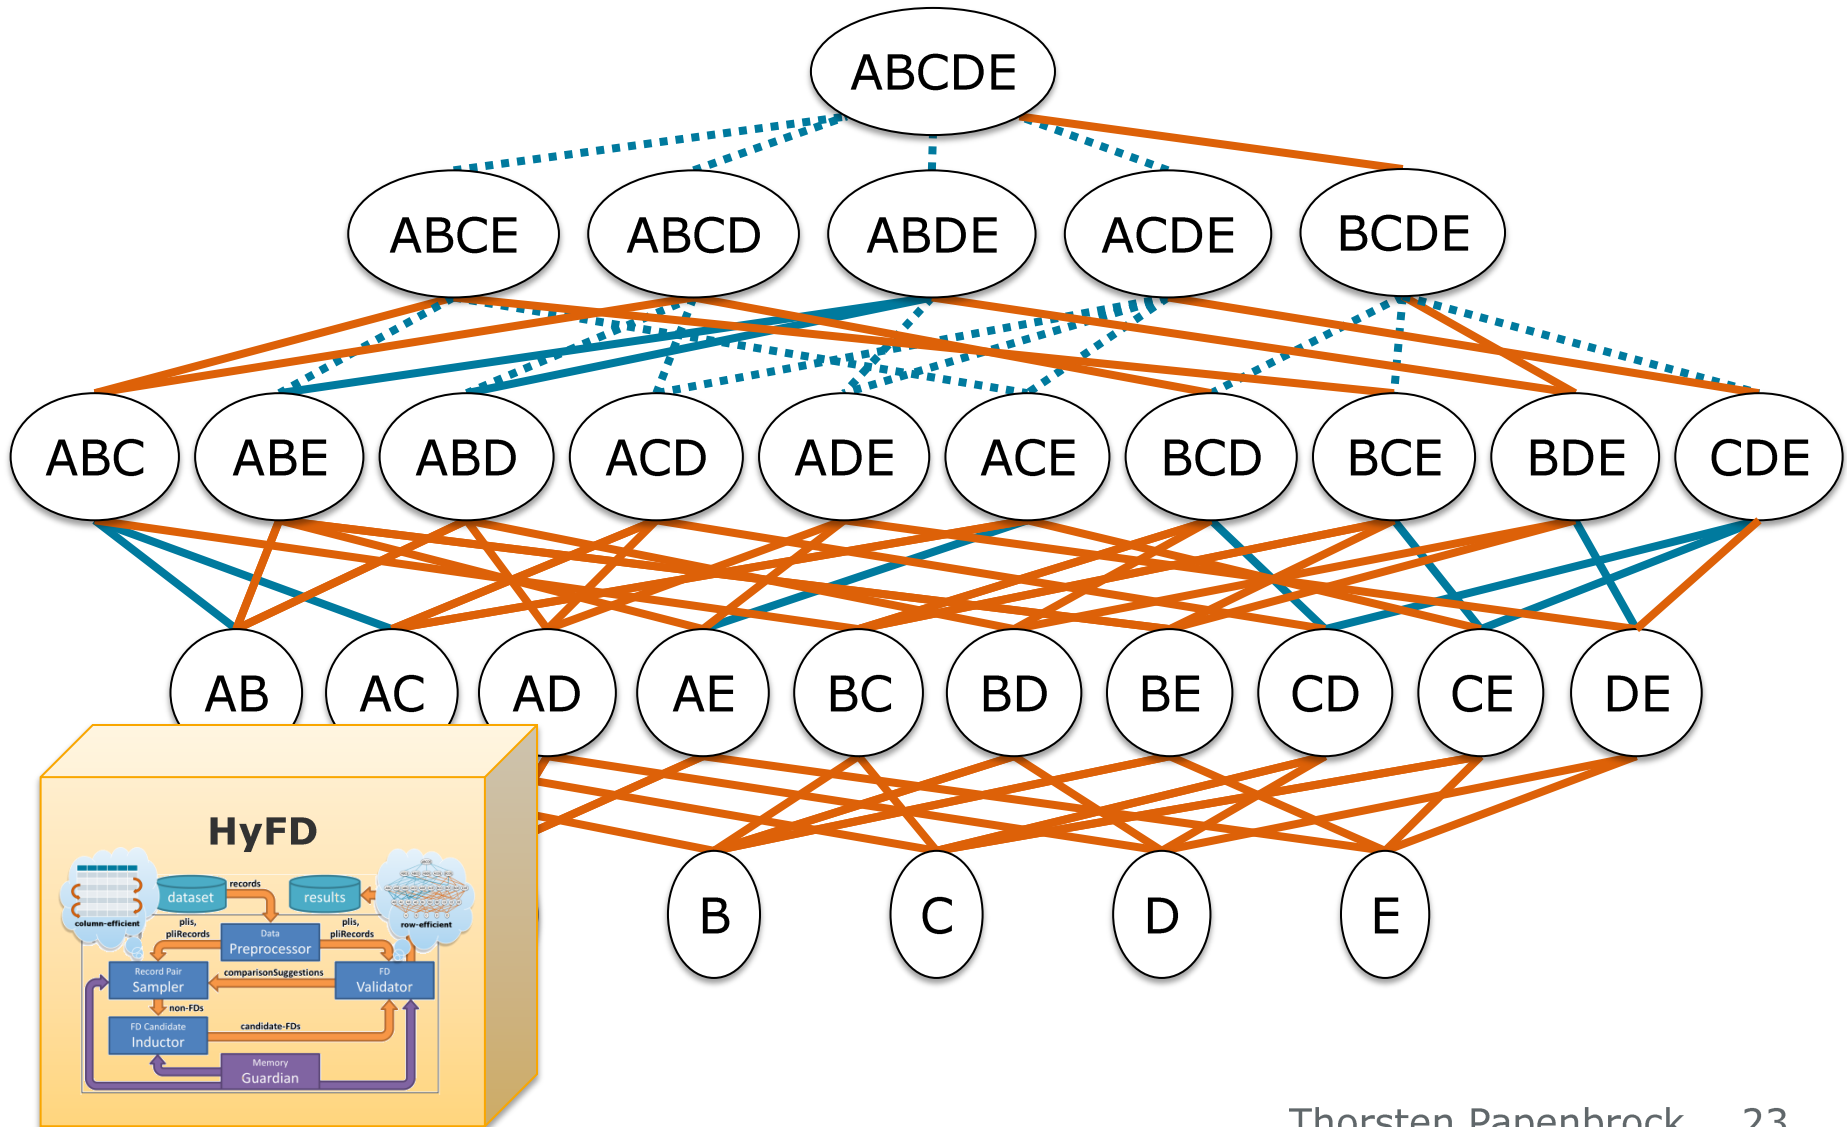 ABCDE
ABCE ABCD ABDE ACDE BCDE
ABC ABE ABD ACD ADE ACE BCD BCE BDE CDE
AB AC AD AE BC BD BE CD CE DE
B C D E
HyFD
column-efficient
dataset
records
results
row-efficient
plis,
pliRecords
Data
Preprocessor
plis,
pliRecords
Record Pair
Sampler
comparisonSuggestions
FD
Validator
non-FDs
FD Candidate
Inductor
candidate-FDs
Memory
Guardian
Thorsten Papenbrock 23